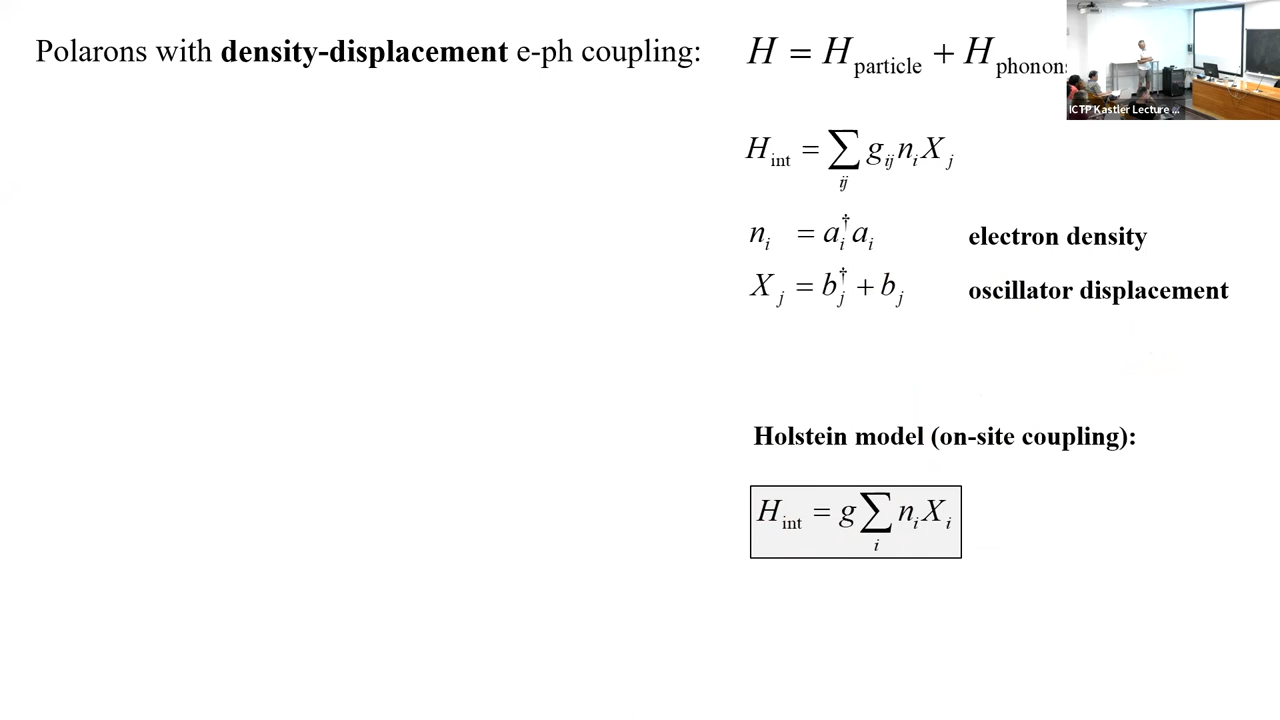 Polarons with density-displacement e-ph coupling: H = H_particle + H_phonons
ICTP Kastler Lecture ...
H_int = ∑_ij g_ij n_i X_j
n_i = a_i^† a_i electron density
X_j = b_j^† + b_j oscillator displacement
Holstein model (on-site coupling):
H_int = g ∑_i n_i X_i